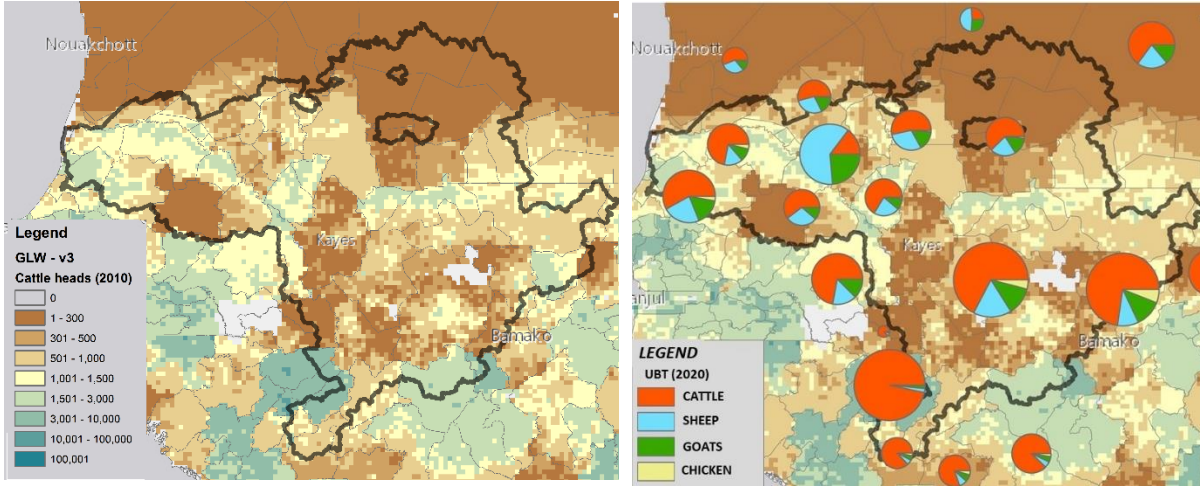 Nouakchott
Kayes
Bamako
Legend
GLW - v3
Cattle heads (2010)
0
1 - 300
301 - 500
501 - 1,000
1,001 - 1,500
1,501 - 3,000
3,001 - 10,000
10,001 - 100,000
100,001
Nouakchott
Kayes
anjul
Bamako
LEGEND
UBT (2020)
CATTLE
SHEEP
GOATS
CHICKEN